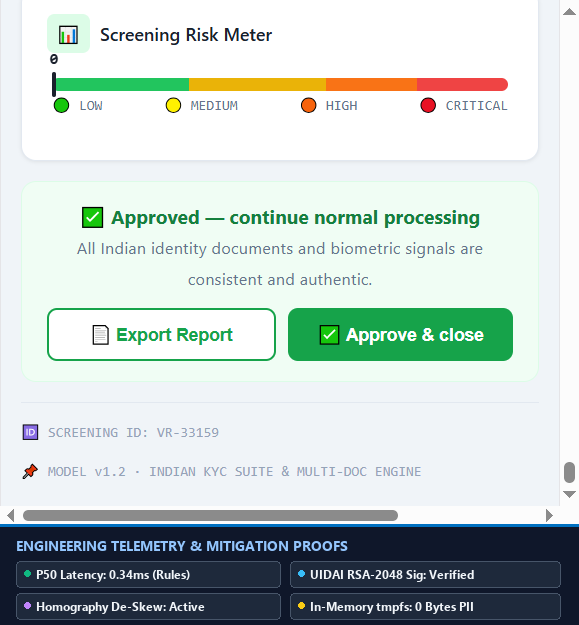 Screening Risk Meter
0
LOW
MEDIUM
HIGH
CRITICAL
Approved — continue normal processing
All Indian identity documents and biometric signals are
consistent and authentic.
Export Report
Approve & close
SCREENING ID: VR-33159
MODEL v1.2 · INDIAN KYC SUITE & MULTI-DOC ENGINE
ENGINEERING TELEMETRY & MITIGATION PROOFS
P50 Latency: 0.34ms (Rules)
UIDAI RSA-2048 Sig: Verified
Homography De-Skew: Active
In-Memory tmpfs: 0 Bytes PII